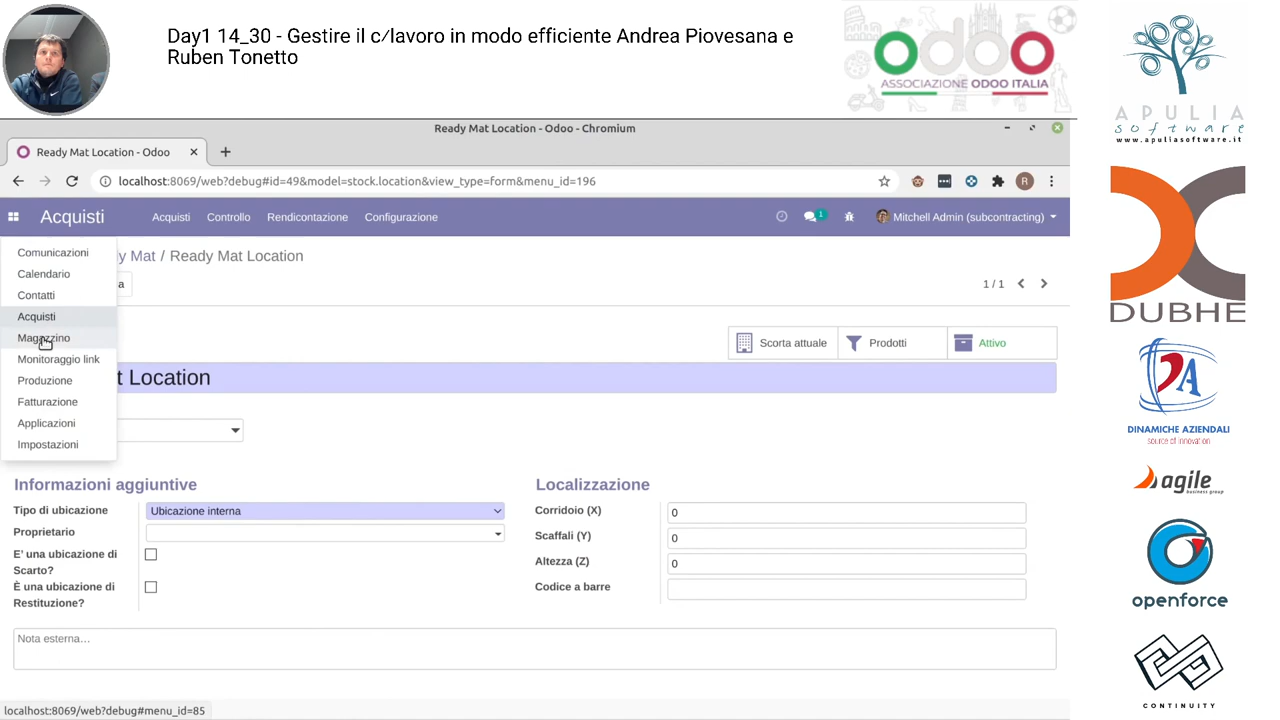 Day1 14_30 - Gestire il c/lavoro in modo efficiente Andrea Piovesana e
Ruben Tonetto
odoo
ASSOCIAZIONE ODOO ITALIA
APULIA
software
www.apuliasoftware.it
DUBHE
DINAMICHE AZIENDALI
source of innovation
agile
business group
openforce
CONTINUITY
Ready Mat Location - Odoo - Chromium
Ready Mat Location - Odoo
localhost:8069/web?debug#id=49&model=stock.location&view_type=form&menu_id=196
R
Acquisti
Acquisti Controllo Rendicontazione Configurazione
1
Mitchell Admin (subcontracting)
Comunicazioni
Calendario
Contatti
Acquisti
Magazzino
Monitoraggio link
Produzione
Fatturazione
Applicazioni
Impostazioni
y Mat / Ready Mat Location
a
1 / 1
Scorta attuale
Prodotti
Attivo
t Location
Informazioni aggiuntive
Tipo di ubicazione Ubicazione interna
Proprietario
E' una ubicazione di
Scarto?
È una ubicazione di
Restituzione?
Localizzazione
Corridoio (X) 0
Scaffali (Y) 0
Altezza (Z) 0
Codice a barre
Nota esterna…
localhost:8069/web?debug#menu_id=85